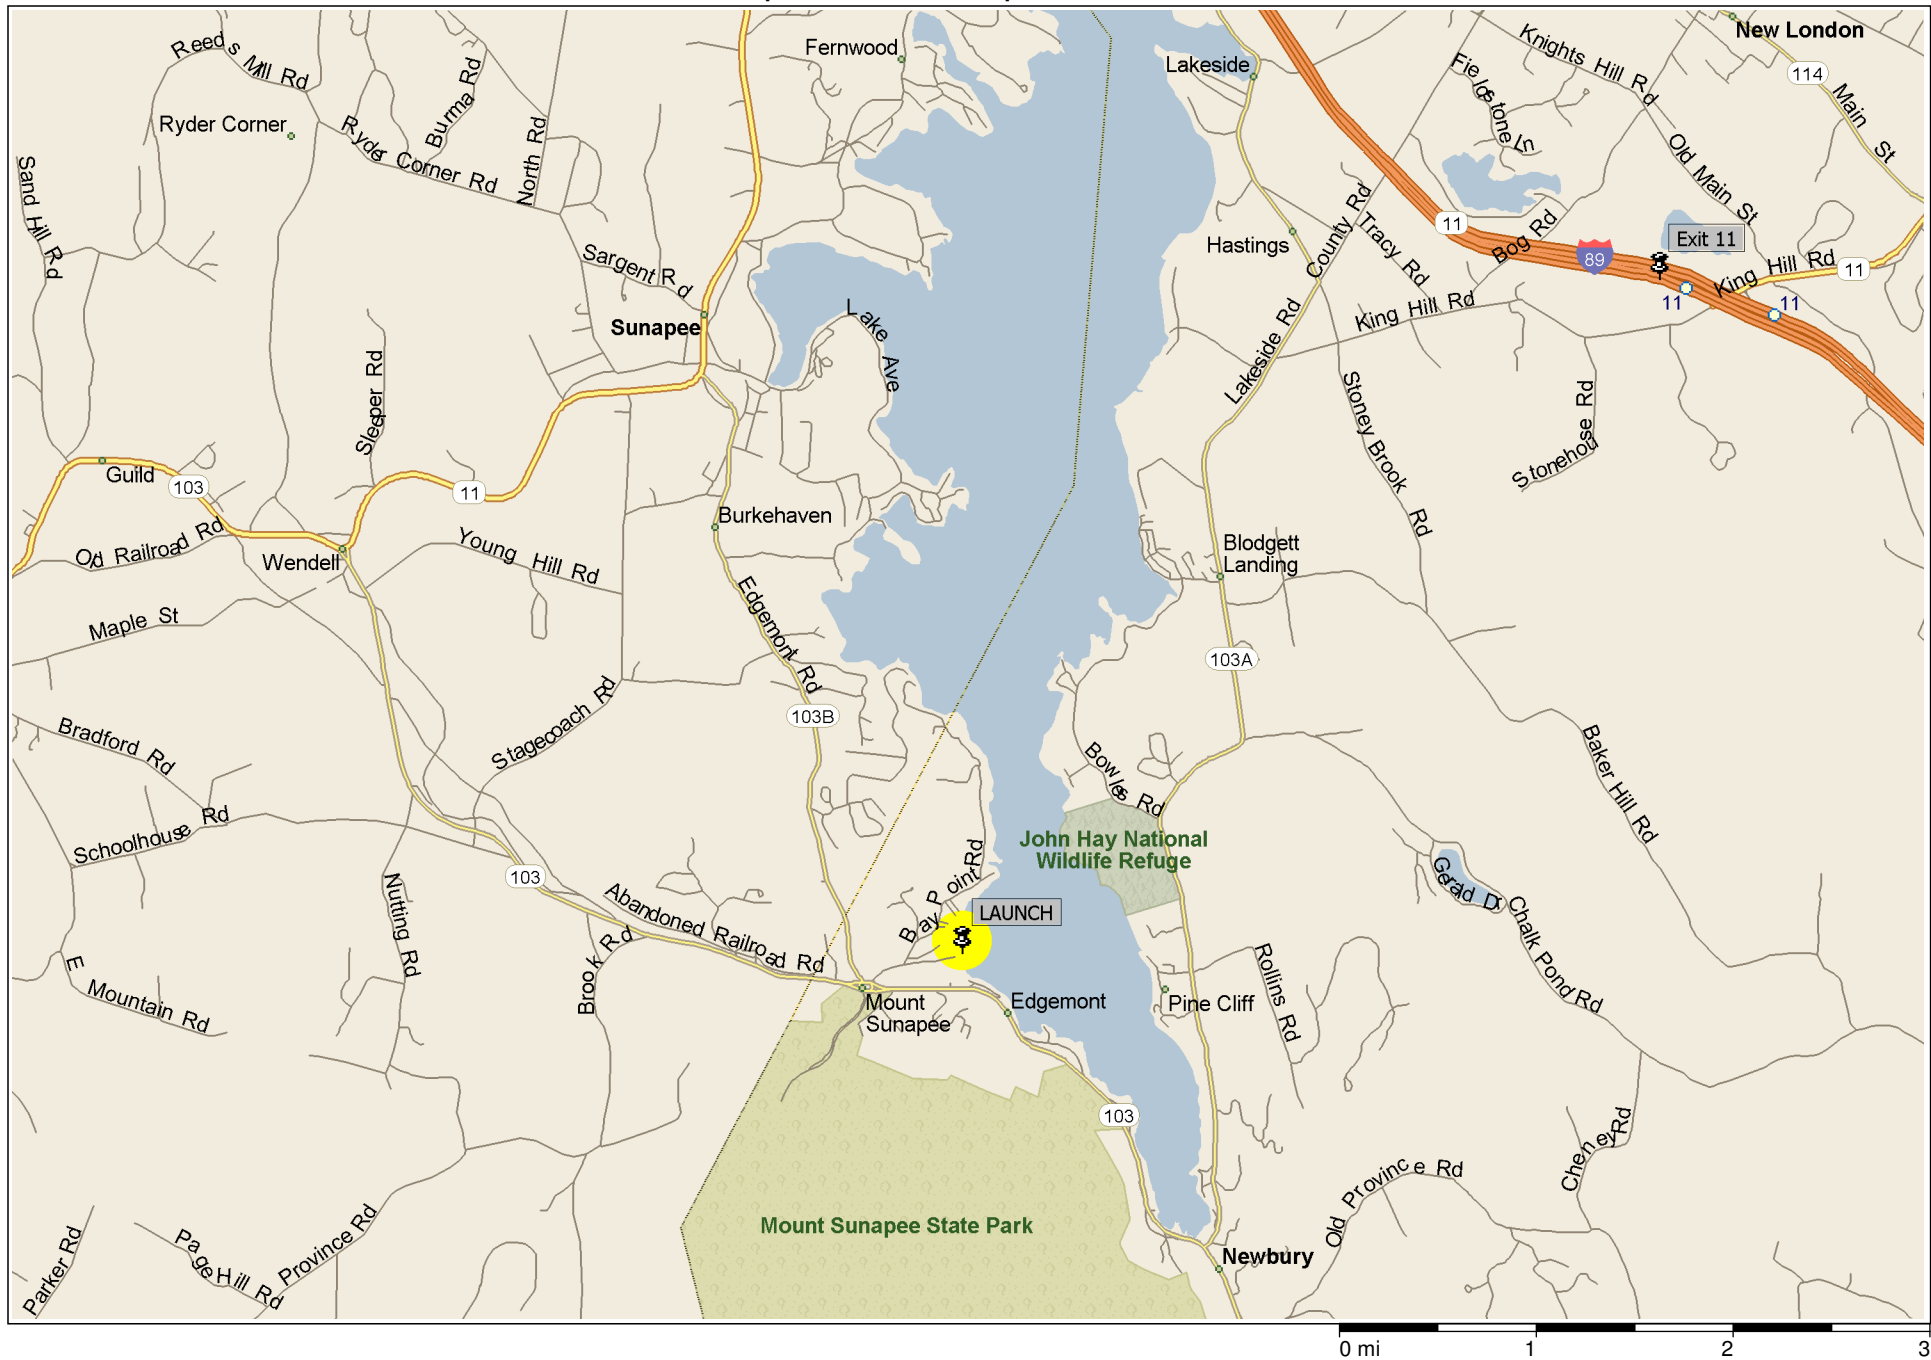 Fernwood
Lakeside
New London
Knights Hill Rd
114
Main St
Reeds Mill Rd
Burma Rd
Fieldstone Ln
Ryder Corner
Ryder Corner Rd
North Rd
Old Main St
Sand Hill Rd
County Rd
Tracy Rd
Bog Rd
11
Exit 11
Hastings
89
King Hill Rd
11
11
11
Sargent Rd
Sunapee
Lake Ave
King Hill Rd
Lakeside Rd
Sleeper Rd
Stoney Brook Rd
Stonehouse Rd
Guild
103
11
Burkehaven
Old Railroad Rd
Wendell
Young Hill Rd
Blodgett
Landing
Maple St
Edgemont Rd
103A
103B
Stagecoach Rd
Bradford Rd
Bowles Rd
Baker Hill Rd
Schoolhouse Rd
John Hay National
Wildlife Refuge
103
Nutting Rd
Abandoned Railroad Rd
Bay Point Rd
LAUNCH
Gerald Dr
Chalk Pond Rd
E Mountain Rd
Brook Rd
Mount
Sunapee
Edgemont
Pine Cliff
Rollins Rd
103
Cheney Rd
Old Province Rd
Mount Sunapee State Park
Newbury
Parker Rd
Page Hill Rd
Province Rd
0 mi 1 2 3